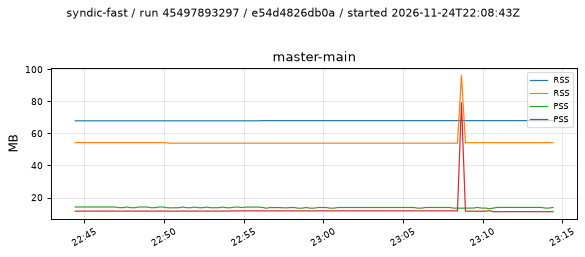 syndic-fast / run 45497893297 / e54d4826db0a / started 2026-11-24T22:08:43Z
master-main
MB
100
80
60
40
20
RSS
RSS
PSS
PSS
22:45
22:50
22:55
23:00
23:05
23:10
23:15